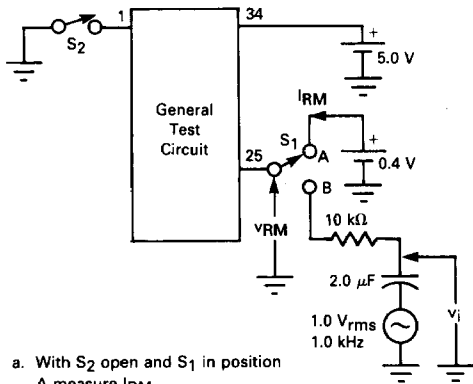 1
34
S2
+
5.0 V
General
Test
Circuit
IRM
S1
A
+
0.4 V
25
B
VRM
10 kΩ
2.0 μF
1.0 Vrms
1.0 kHz
vi
a. With S2 open and S1 in position
A measure IRM